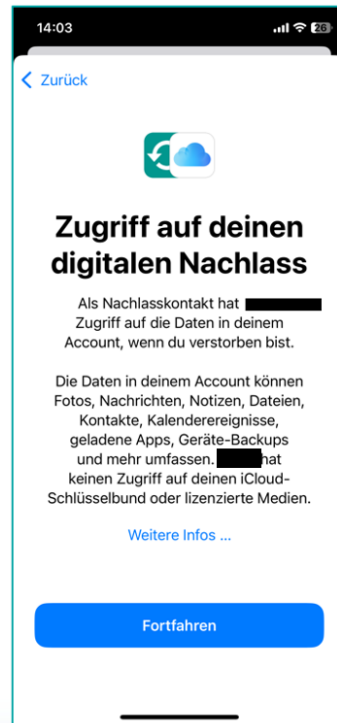 14:03
26
Zurück
Zugriff auf deinen
digitalen Nachlass
Als Nachlasskontakt hat
Zugriff auf die Daten in deinem
Account, wenn du verstorben bist.
Die Daten in deinem Account können
Fotos, Nachrichten, Notizen, Dateien,
Kontakte, Kalenderereignisse,
geladene Apps, Geräte-Backups
und mehr umfassen. hat
keinen Zugriff auf deinen iCloud-
Schlüsselbund oder lizenzierte Medien.
Weitere Infos ...
Fortfahren